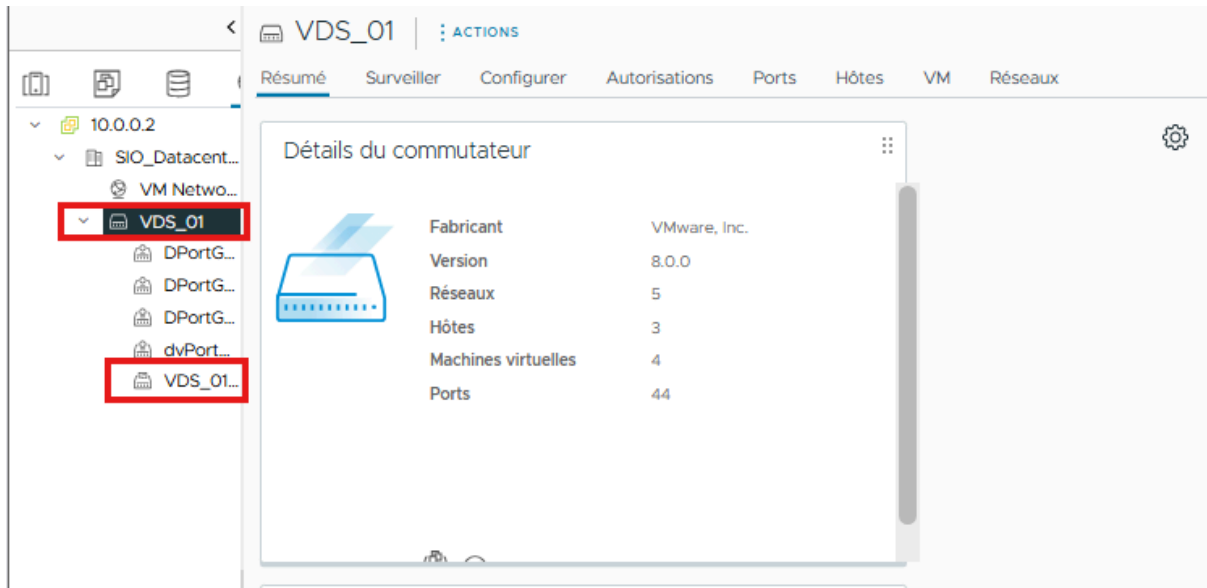 VDS_01
ACTIONS
Résumé Surveiller Configurer Autorisations Ports Hôtes VM Réseaux
10.0.0.2
SIO_Datacent...
VM Netwo...
VDS_01
DPortG...
DPortG...
DPortG...
dvPort...
VDS_01...
Détails du commutateur
Fabricant VMware, Inc.
Version 8.0.0
Réseaux 5
Hôtes 3
Machines virtuelles 4
Ports 44